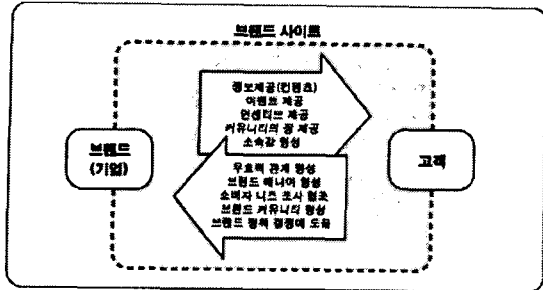 브랜드 사이트
정보제공(컨텐츠)
이벤트 제공
인센티브 제공
커뮤니티의 장 제공
소속감 형성
브랜드
(기업)
고객
우호적 관계 형성
브랜드 매니아 형성
소비자 니즈 조사 협조
브랜드 커뮤니티 형성
브랜드 정책 결정에 도움